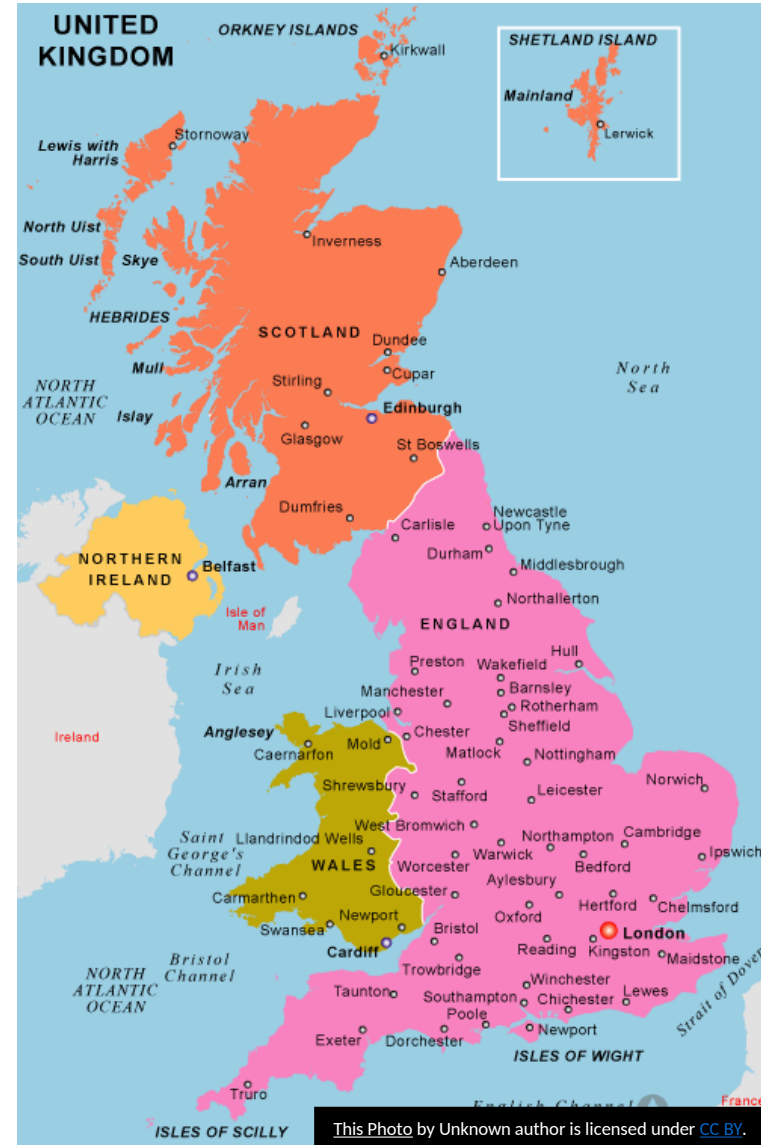 UNITED
KINGDOM
ORKNEY ISLANDS
Kirkwall
SHETLAND ISLAND
Mainland
Lerwick
Stornoway
Lewis with
Harris
North Uist
South Uist
Skye
Inverness
Aberdeen
HEBRIDES
SCOTLAND
Dundee
Mull
Cupar
North
Sea
Stirling
NORTH
ATLANTIC
OCEAN
Islay
Edinburgh
Glasgow
St Boswells
Arran
Dumfries
Carlisle
Newcastle
Upon Tyne
Durham
NORTHERN
IRELAND
Belfast
Middlesbrough
Isle of
Man
Northallerton
ENGLAND
Hull
Irish
Sea
Preston
Wakefield
Barnsley
Manchester
Rotherham
Liverpool
Sheffield
Anglesey
Ireland
Caernarfon
Mold
Chester
Matlock
Nottingham
Shrewsbury
Stafford
Leicester
Norwich
West Bromwich
Saint
George's
Channel
Llandrindod Wells
Northampton
Cambridge
WALES
Worcester
Warwick
Bedford
Ipswich
Aylesbury
Carmarthen
Gloucester
Oxford
Hertford
Chelmsford
Newport
Swansea
Bristol
London
Cardiff
Reading
Kingston
Maidstone
Trowbridge
Bristol
Channel
NORTH
ATLANTIC
OCEAN
Winchester
Taunton
Southampton
Chichester
Lewes
Strait of Dover
Poole
Exeter
Dorchester
Newport
ISLES OF WIGHT
Truro
English Channel
France
ISLES OF SCILLY
This Photo by Unknown author is licensed under CC BY.